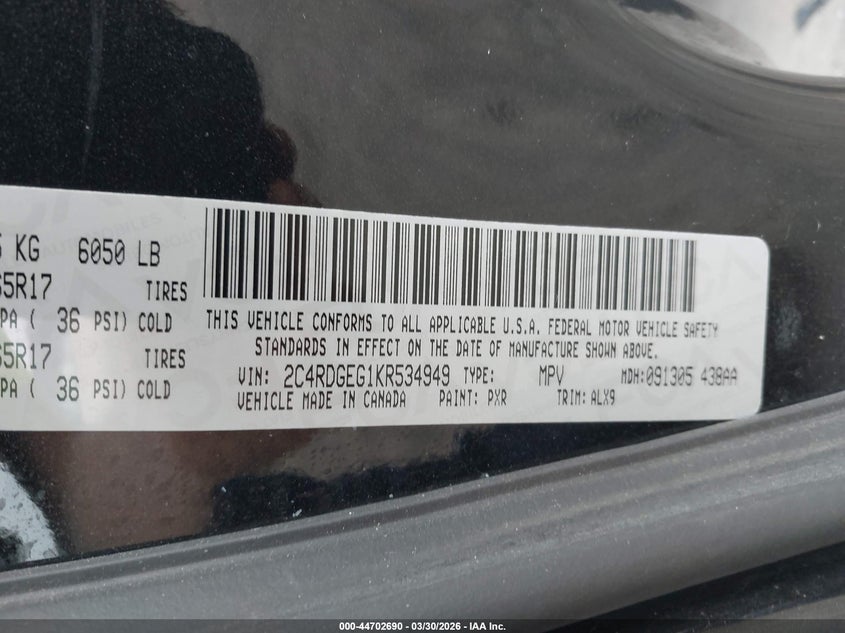 KG 6050 LB
5R17 TIRES
PA ( 36 PSI) COLD
5R17 TIRES
PA ( 36 PSI) COLD
THIS VEHICLE CONFORMS TO ALL APPLICABLE U.S.A. FEDERAL MOTOR VEHICLE SAFETY
STANDARDS IN EFFECT ON THE DATE OF MANUFACTURE SHOWN ABOVE.
VIN: 2C4RDGEG1KR534949 TYPE: MPV MDH:091305 438AA
VEHICLE MADE IN CANADA PAINT: PXR TRIM: ALX9
000-44702690 - 03/30/2026 - IAA Inc.